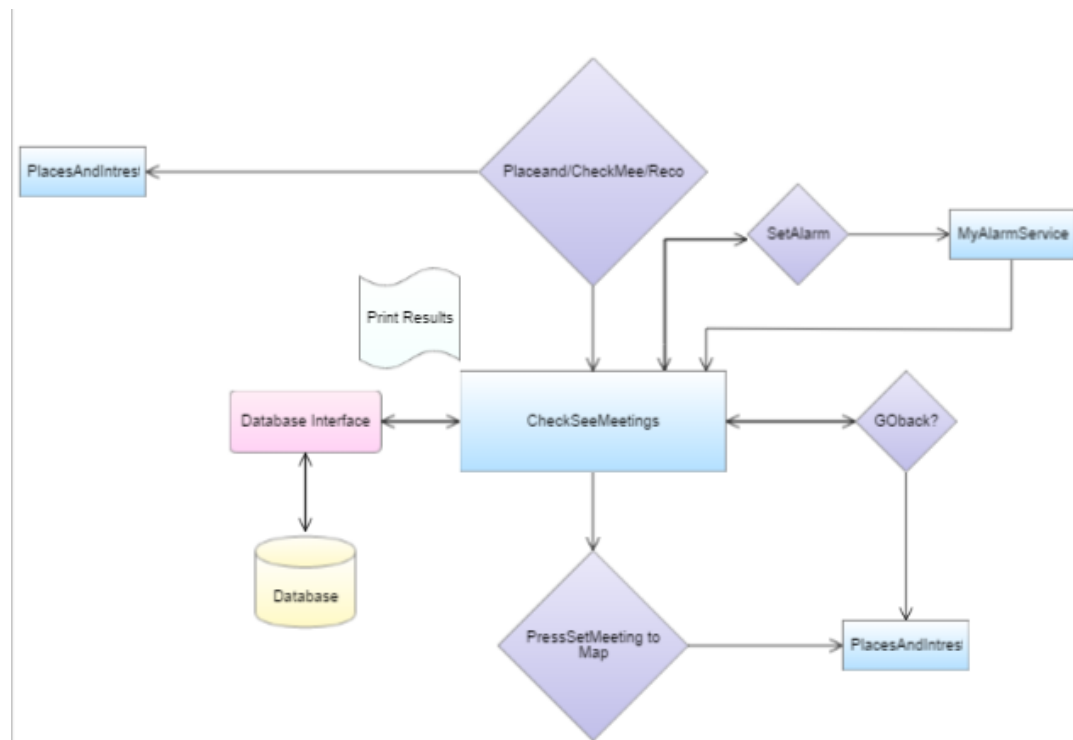 Placeand/CheckMee/Reco
PlacesAndIntres
SetAlarm
MyAlarmService
Print Results
Database Interface
CheckSeeMeetings
GOback?
Database
PressSetMeeting to
Map
PlacesAndIntres